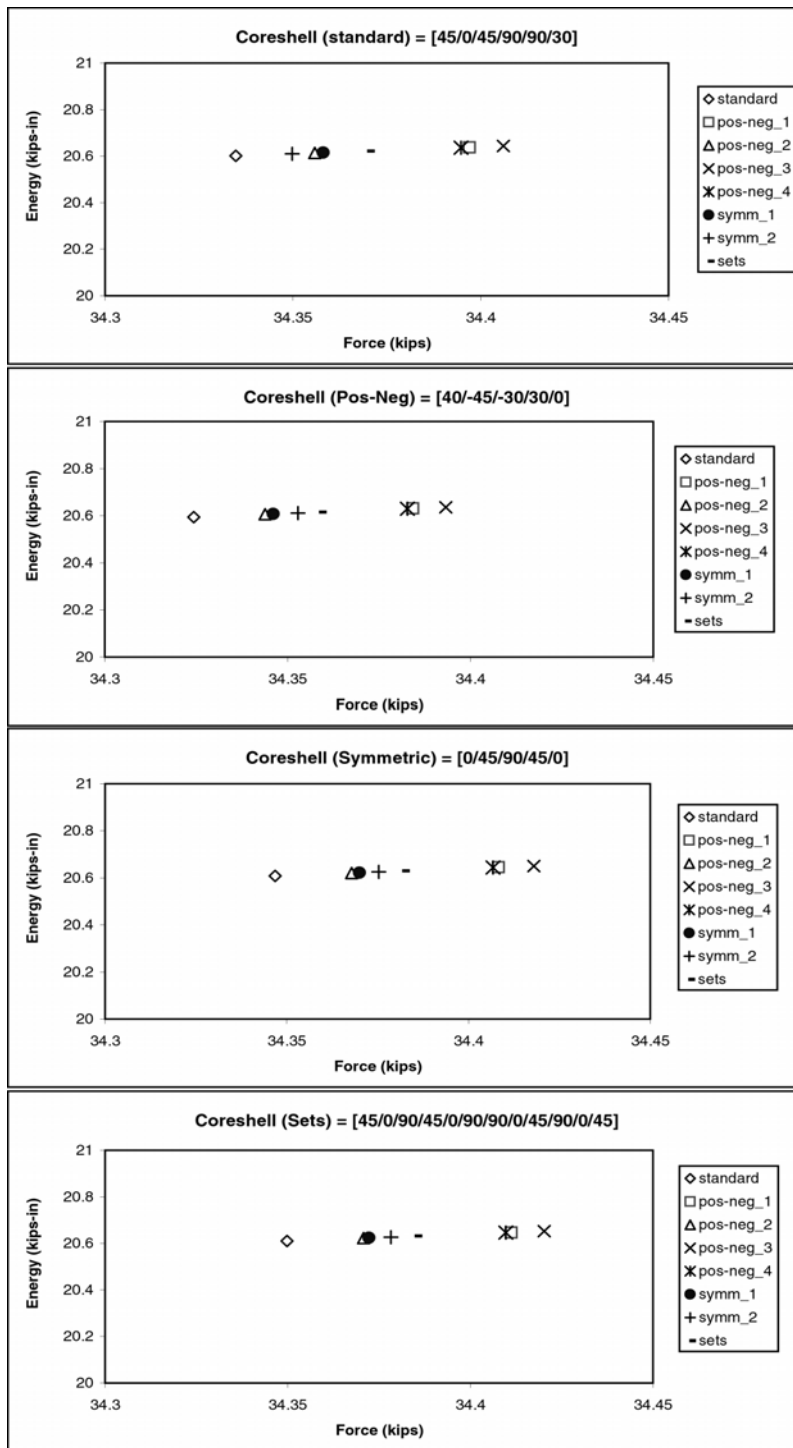 Coreshell (standard) = [45/0/45/90/90/30]
Energy (kips-in)
21
20.8
20.6
20.4
20.2
20
34.3
34.35
34.4
34.45
Force (kips)
standard
pos-neg_1
pos-neg_2
pos-neg_3
pos-neg_4
symm_1
symm_2
sets
Coreshell (Pos-Neg) = [40/-45/-30/30/0]
Energy (kips-in)
21
20.8
20.6
20.4
20.2
20
34.3
34.35
34.4
34.45
Force (kips)
standard
pos-neg_1
pos-neg_2
pos-neg_3
pos-neg_4
symm_1
symm_2
sets
Coreshell (Symmetric) = [0/45/90/45/0]
Energy (kips-in)
21
20.8
20.6
20.4
20.2
20
34.3
34.35
34.4
34.45
Force (kips)
standard
pos-neg_1
pos-neg_2
pos-neg_3
pos-neg_4
symm_1
symm_2
sets
Coreshell (Sets) = [45/0/90/45/0/90/90/0/45/90/0/45]
Energy (kips-in)
21
20.8
20.6
20.4
20.2
20
34.3
34.35
34.4
34.45
Force (kips)
standard
pos-neg_1
pos-neg_2
pos-neg_3
pos-neg_4
symm_1
symm_2
sets